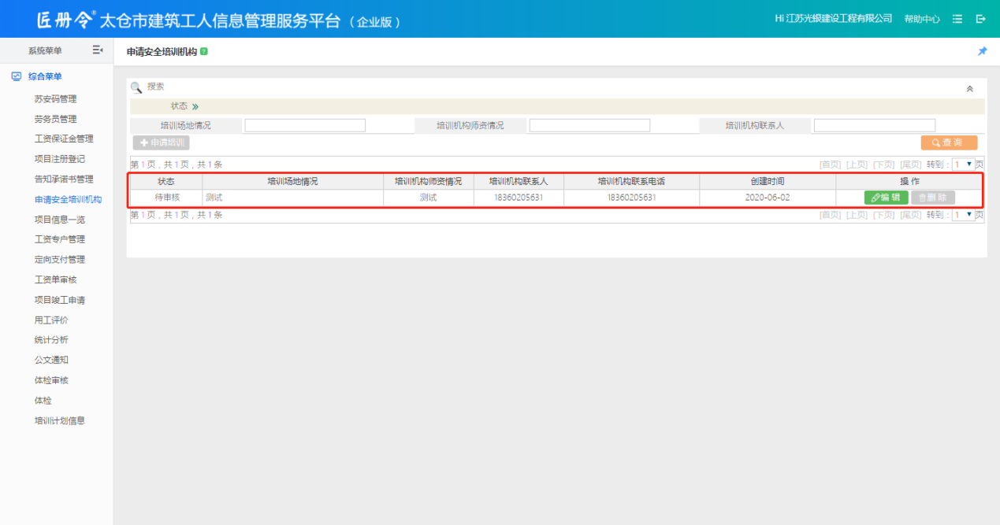 匠册令® 太仓市建筑工人信息管理服务平台（企业版）
Hi 江苏光银建设工程有限公司 帮助中心
系统菜单
申请安全培训机构 ?
综合菜单
苏安码管理
劳务员管理
工资保证金管理
项目注册登记
告知承诺书管理
申请安全培训机构
项目信息一览
工资专户管理
定向支付管理
工资单审核
项目竣工申请
用工评价
统计分析
公文通知
体检审核
体检
培训计划信息
搜索
状态
培训场地情况 培训机构师资情况 培训机构联系人
申请培训 查询
第1页，共1页，共1条 [首页] [上页] [下页] [尾页] 转到：1 页
状态 培训场地情况 培训机构师资情况 培训机构联系人 培训机构联系电话 创建时间 操作
待审核 测试 测试 18360205631 18360205631 2020-06-02 编辑 删除
第1页，共1页，共1条 [首页] [上页] [下页] [尾页] 转到：1 页